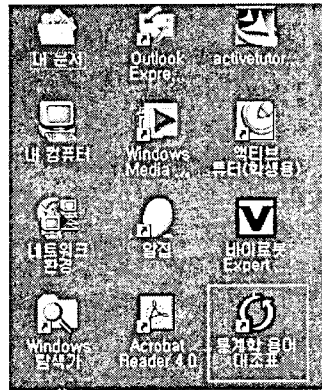 내 문서
Outlook
Expre...
activetutor...
내 컴퓨터
Windows
Media ...
액티브
튜터(학생용)
네트워크
환경
알집
바이로봇
Expert ...
Windows
탐색기
Acrobat
Reader 4.0
통계학 용어
대조표